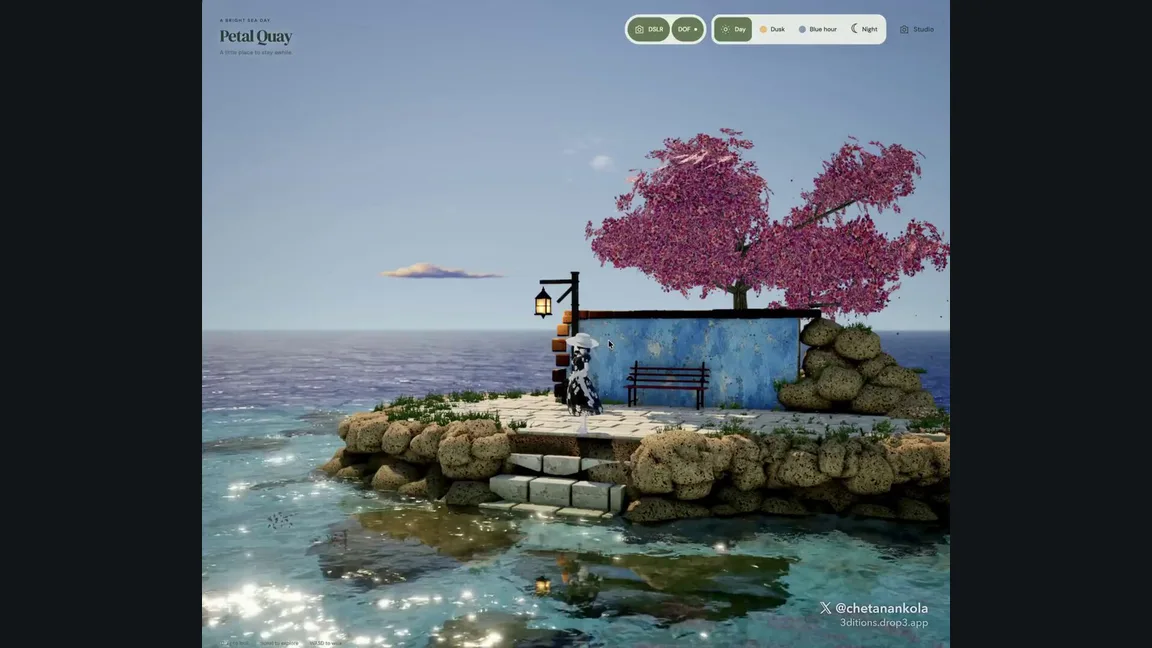 A BRIGHT SEA DAY
Petal Quay
A little place to stay awhile.
DSLR
DOF
Day
Dusk
Blue hour
Night
Studio
X @chetanankola
3ditions.drop3.app